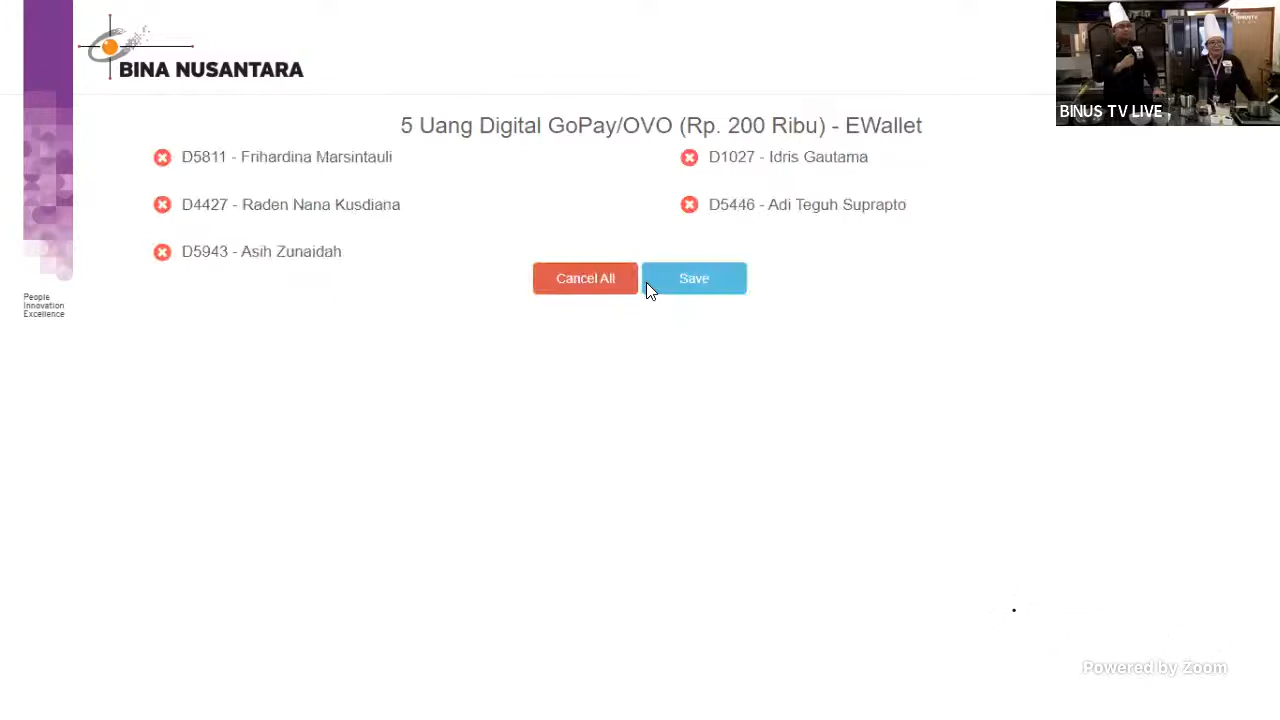 BINA NUSANTARA
BINUS TV LIVE ,
5 Uang Digital GoPay/OVO (Rp. 200 Ribu) - EWallet
D5811 - Frihardina Marsintauli
D1027 - Idris Gautama
D4427 - Raden Nana Kusdiana
D5446 - Adi Teguh Suprapto
D5943 - Asih Zunaidah
Cancel All
Save
People
Innovation
Excellence
Powered by Zoom